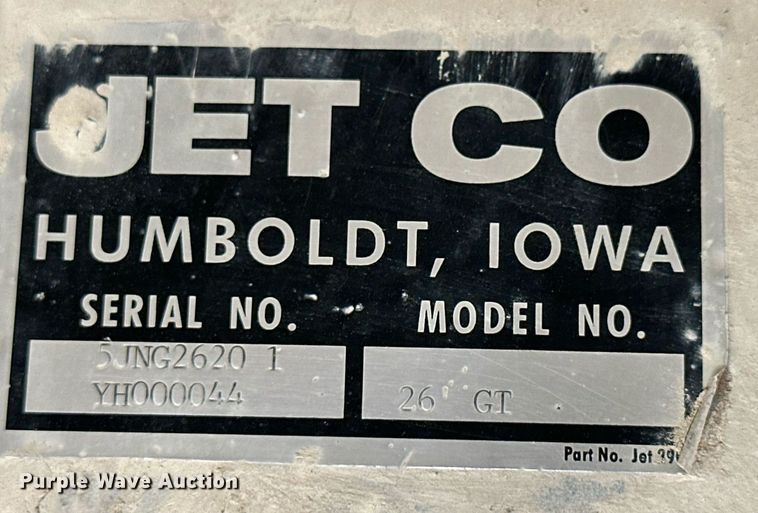 JET CO
HUMBOLDT, IOWA
SERIAL NO. MODEL NO.
5JNG2620 1
YH000044 26 GT
Part No. Jet
Purple Wave Auction